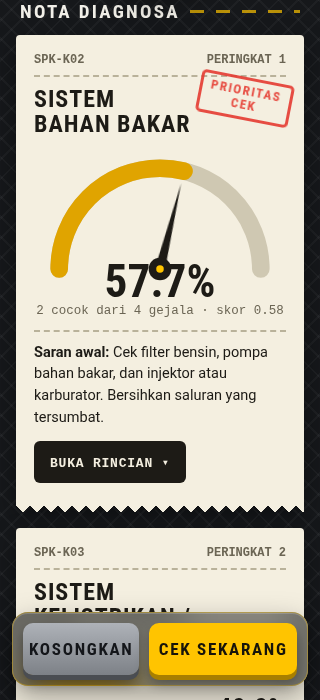 NOTA DIAGNOSA
SPK-K02 PERINGKAT 1
PRIORITAS
CEK
SISTEM
BAHAN BAKAR
57.7%
2 cocok dari 4 gejala · skor 0.58
Saran awal: Cek filter bensin, pompa
bahan bakar, dan injektor atau
karburator. Bersihkan saluran yang
tersumbat.
BUKA RINCIAN ▾
SPK-K03 PERINGKAT 2
SISTEM
KELISTRIKAN /
KOSONGKAN CEK SEKARANG